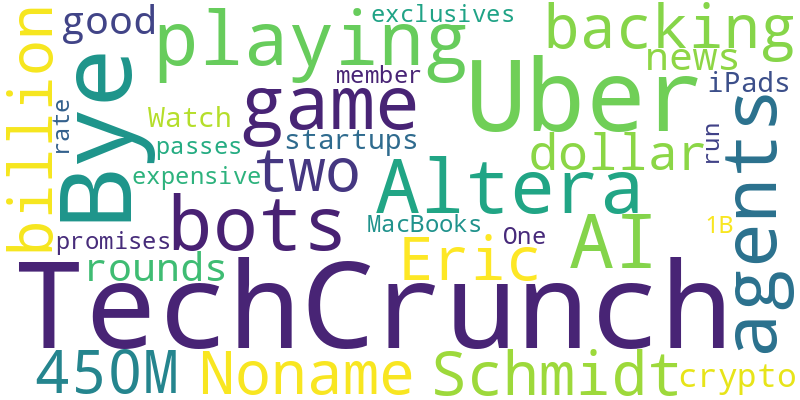 good
exclusives
backing
playing
news
member
iPads
billion
Bye
game
Uber
rate
Watch
startups
run
agents
passes
dollar
expensive
two
Altera
bots
MacBooks
1B
promises
One
AI
rounds
Eric
TechCrunch
450M
Noname
Schmidt
crypto